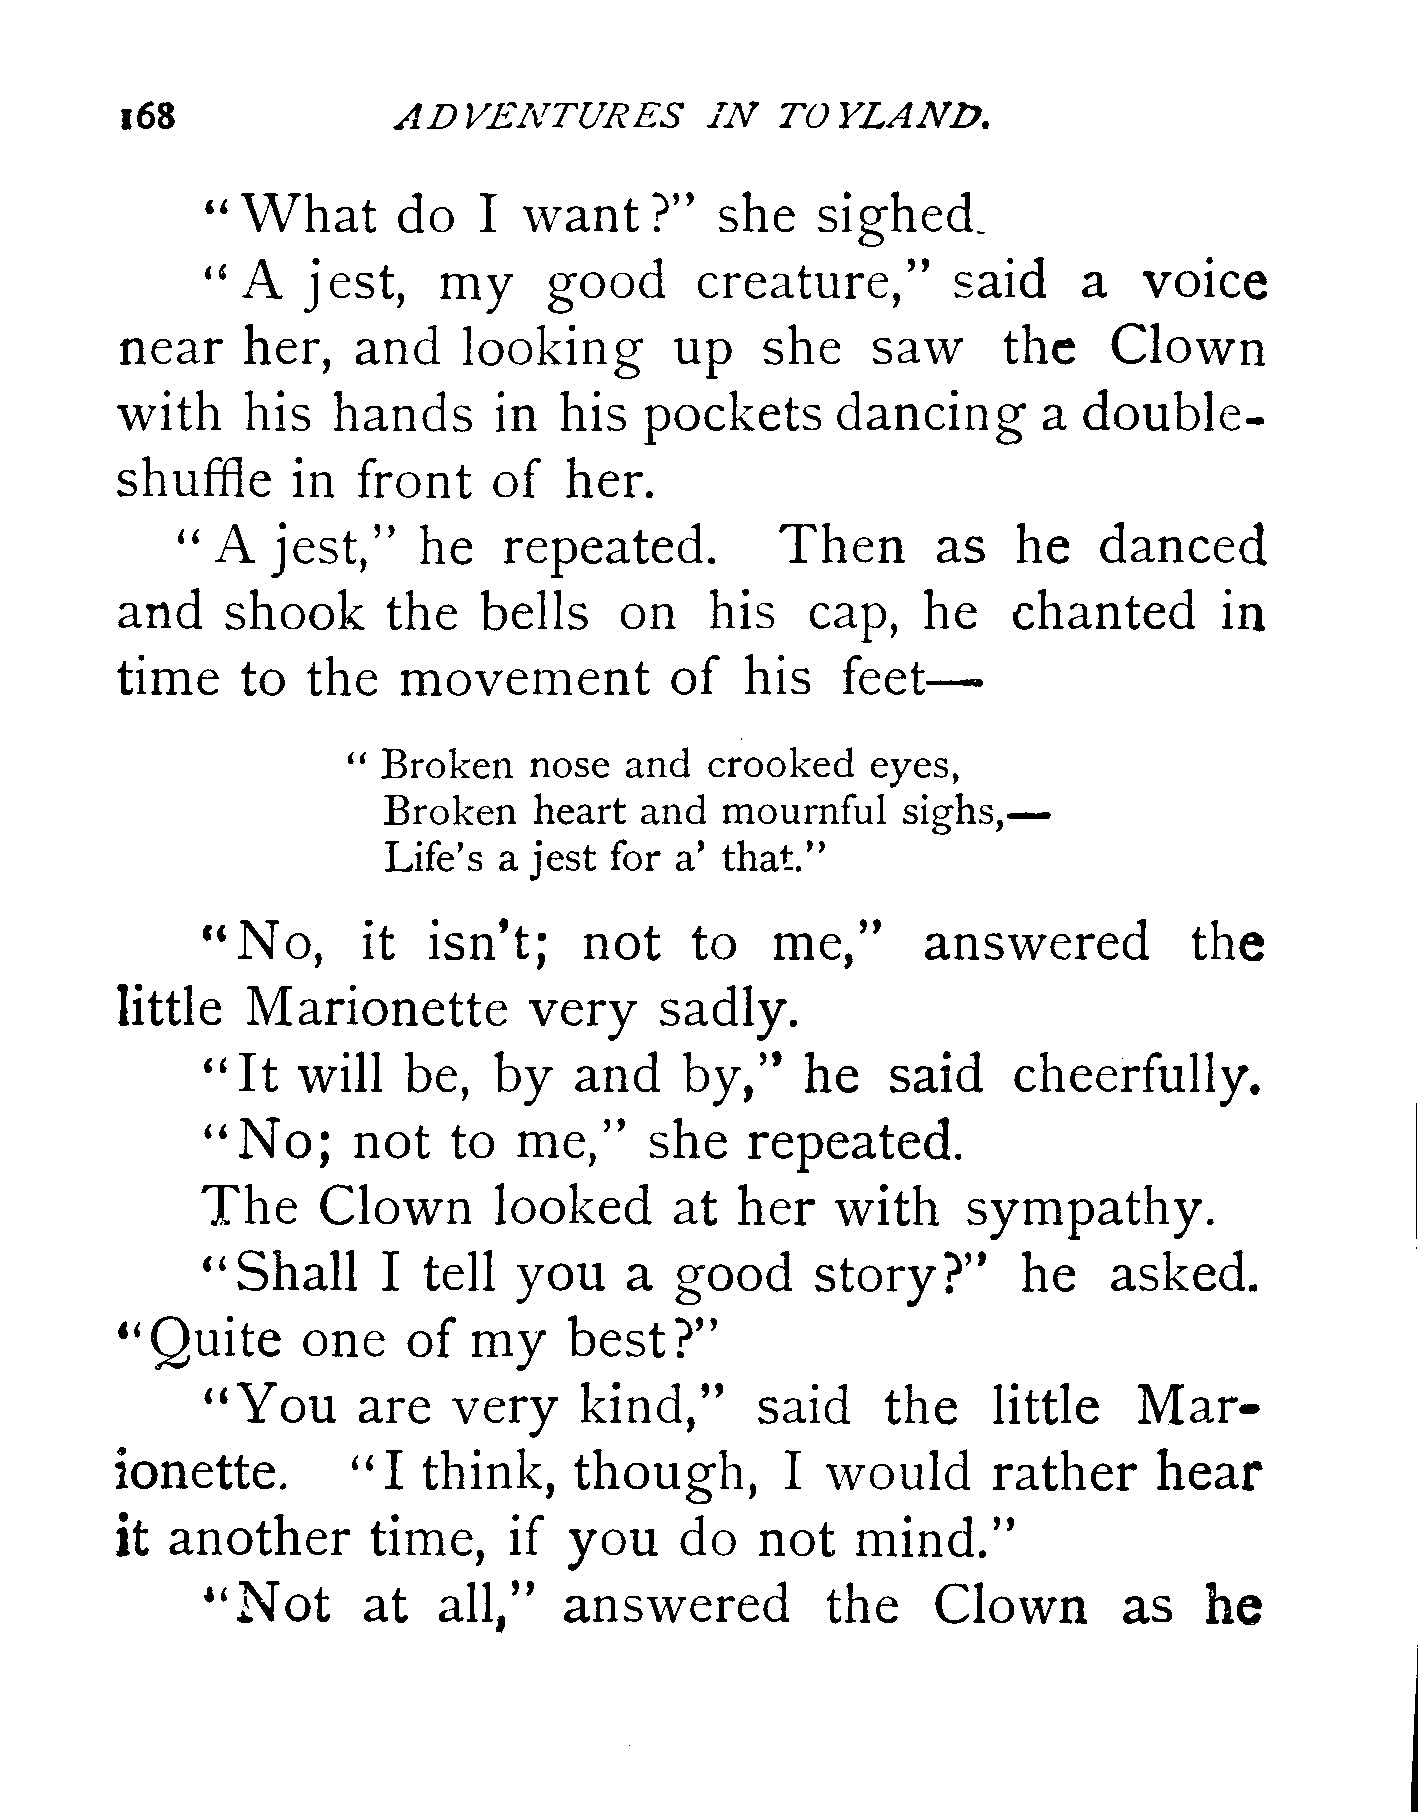 168 ADVENTURES IN TOYLAND.
“What do I want?” she sighed.
“A jest, my good creature,” said a voice
near her, and looking up she saw the Clown
with his hands in his pockets dancing a double-
shuffle in front of her.
“A jest,” he repeated. Then as he danced
and shook the bells on his cap, he chanted in
time to the movement of his feet—
“Broken nose and crooked eyes,
Broken heart and mournful sighs,—
Life’s a jest for a’ that.”
“No, it isn’t; not to me,” answered the
little Marionette very sadly.
“It will be, by and by,” he said cheerfully.
“No; not to me,” she repeated.
The Clown looked at her with sympathy.
“Shall I tell you a good story?” he asked.
“Quite one of my best?”
“You are very kind,” said the little Mar-
ionette. “I think, though, I would rather hear
it another time, if you do not mind.”
“Not at all,” answered the Clown as he